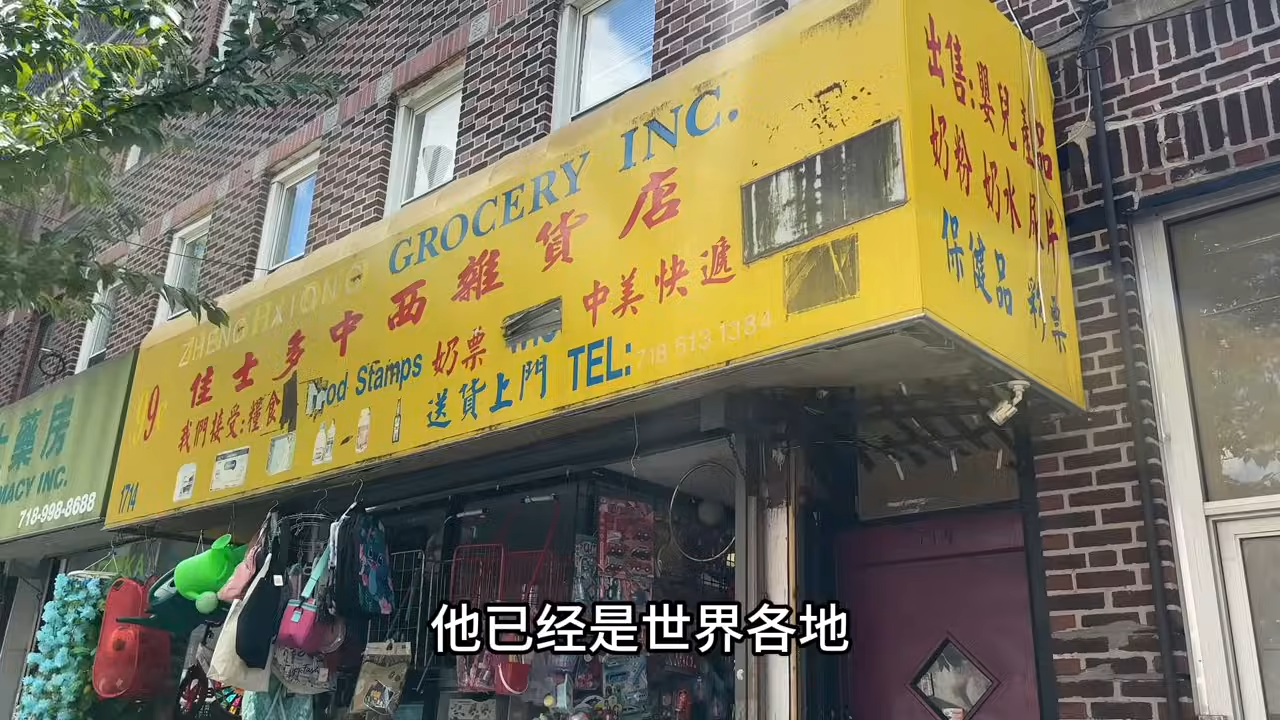 GROCERY INC.
佳士多中西雜貨店
99
我們接受:糧食
Food Stamps 奶票
中美快遞
送貨上門 TEL: 718 513 1384
1714
出售:嬰兒產品
奶粉 奶水 尿片
保健品 彩票
藥房
MACY INC.
718-998-8688
他已经是世界各地